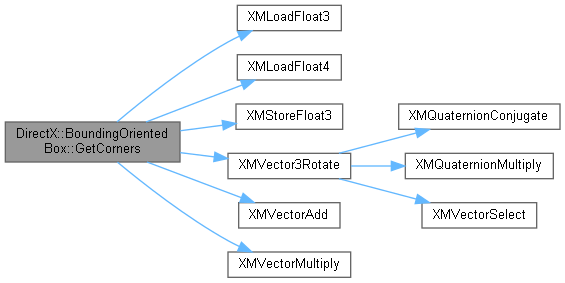 XMLoadFloat3
XMLoadFloat4
XMStoreFloat3
DirectX::BoundingOriented
Box::GetCorners
XMVector3Rotate
XMVectorAdd
XMVectorMultiply
XMQuaternionConjugate
XMQuaternionMultiply
XMVectorSelect